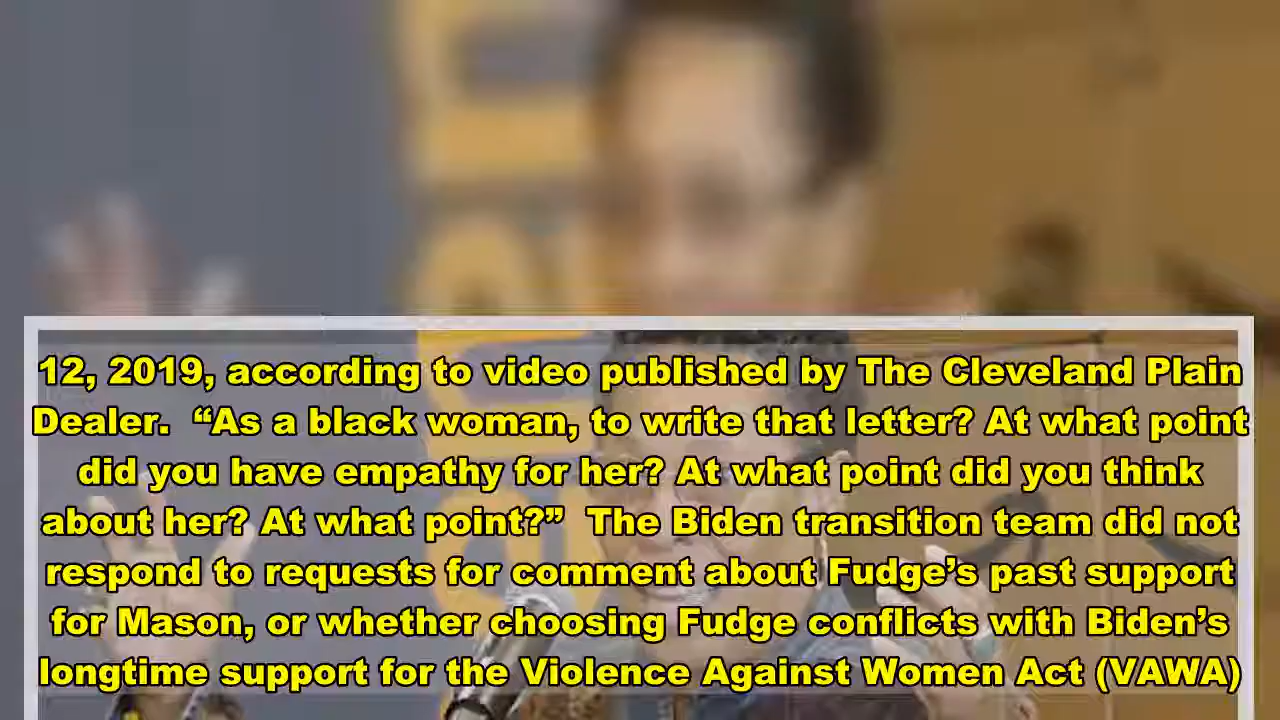 12, 2019, according to video published by The Cleveland Plain
Dealer.  “As a black woman, to write that letter? At what point
did you have empathy for her? At what point did you think
about her? At what point?”  The Biden transition team did not
respond to requests for comment about Fudge’s past support
for Mason, or whether choosing Fudge conflicts with Biden’s
longtime support for the Violence Against Women Act (VAWA)